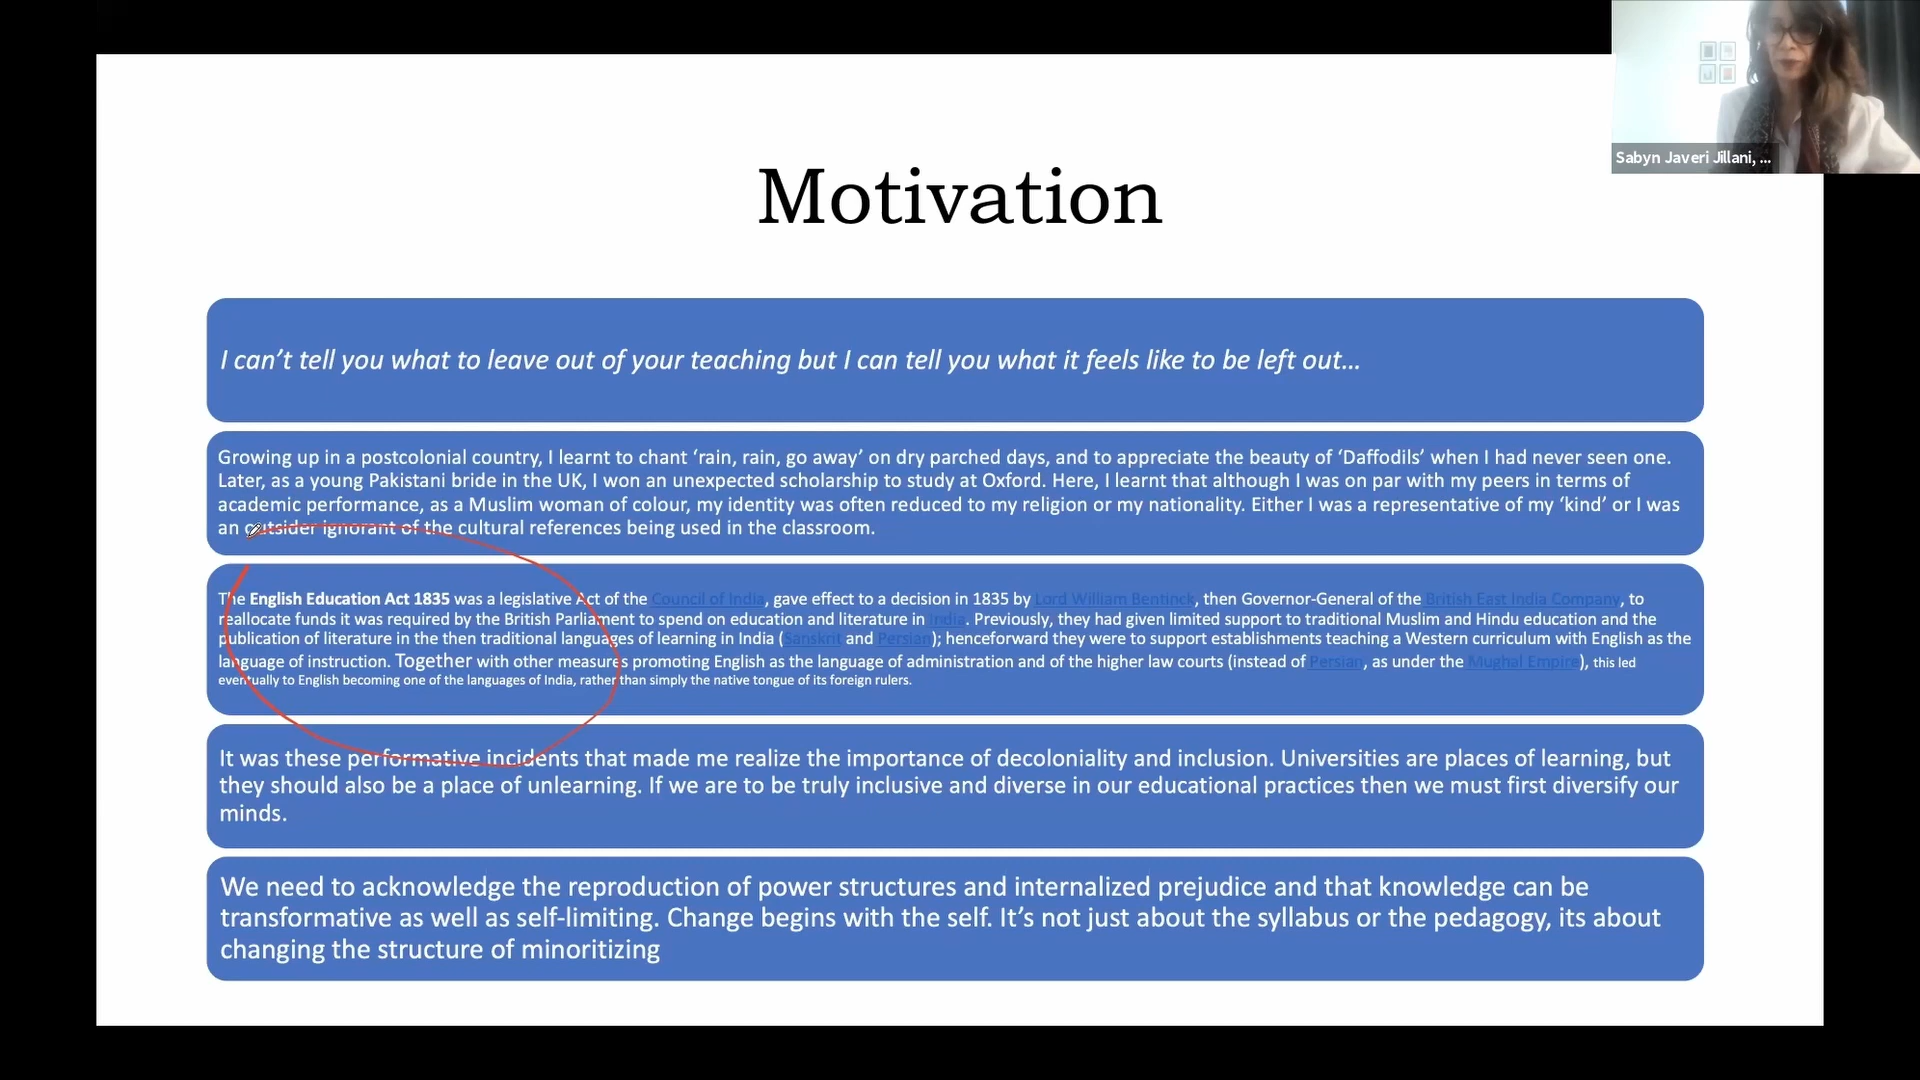 Sabyn Javeri Jillani, ...
Motivation
I can’t tell you what to leave out of your teaching but I can tell you what it feels like to be left out...
Growing up in a postcolonial country, I learnt to chant ‘rain, rain, go away’ on dry parched days, and to appreciate the beauty of ‘Daffodils’ when I had never seen one.
Later, as a young Pakistani bride in the UK, I won an unexpected scholarship to study at Oxford. Here, I learnt that although I was on par with my peers in terms of
academic performance, as a Muslim woman of colour, my identity was often reduced to my religion or my nationality. Either I was a representative of my ‘kind’ or I was
an outsider ignorant of the cultural references being used in the classroom.
The English Education Act 1835 was a legislative Act of the Council of India, gave effect to a decision in 1835 by Lord William Bentinck, then Governor-General of the British East India Company, to
reallocate funds it was required by the British Parliament to spend on education and literature in India. Previously, they had given limited support to traditional Muslim and Hindu education and the
publication of literature in the then traditional languages of learning in India (Sanskrit and Persian); henceforth they were to support establishments teaching a Western curriculum with English as the
language of instruction. Together with other measures promoting English as the language of administration and of the higher law courts (instead of Persian, as under the Mughal Empire), this led
eventually to English becoming one of the languages of India, rather than simply the native tongue of its foreign rulers.
It was these performative incidents that made me realize the importance of decoloniality and inclusion. Universities are places of learning, but
they should also be a place of unlearning. If we are to be truly inclusive and diverse in our educational practices then we must first diversify our
minds.
We need to acknowledge the reproduction of power structures and internalized prejudice and that knowledge can be
transformative as well as self-limiting. Change begins with the self. It’s not just about the syllabus or the pedagogy, its about
changing the structure of minoritizing